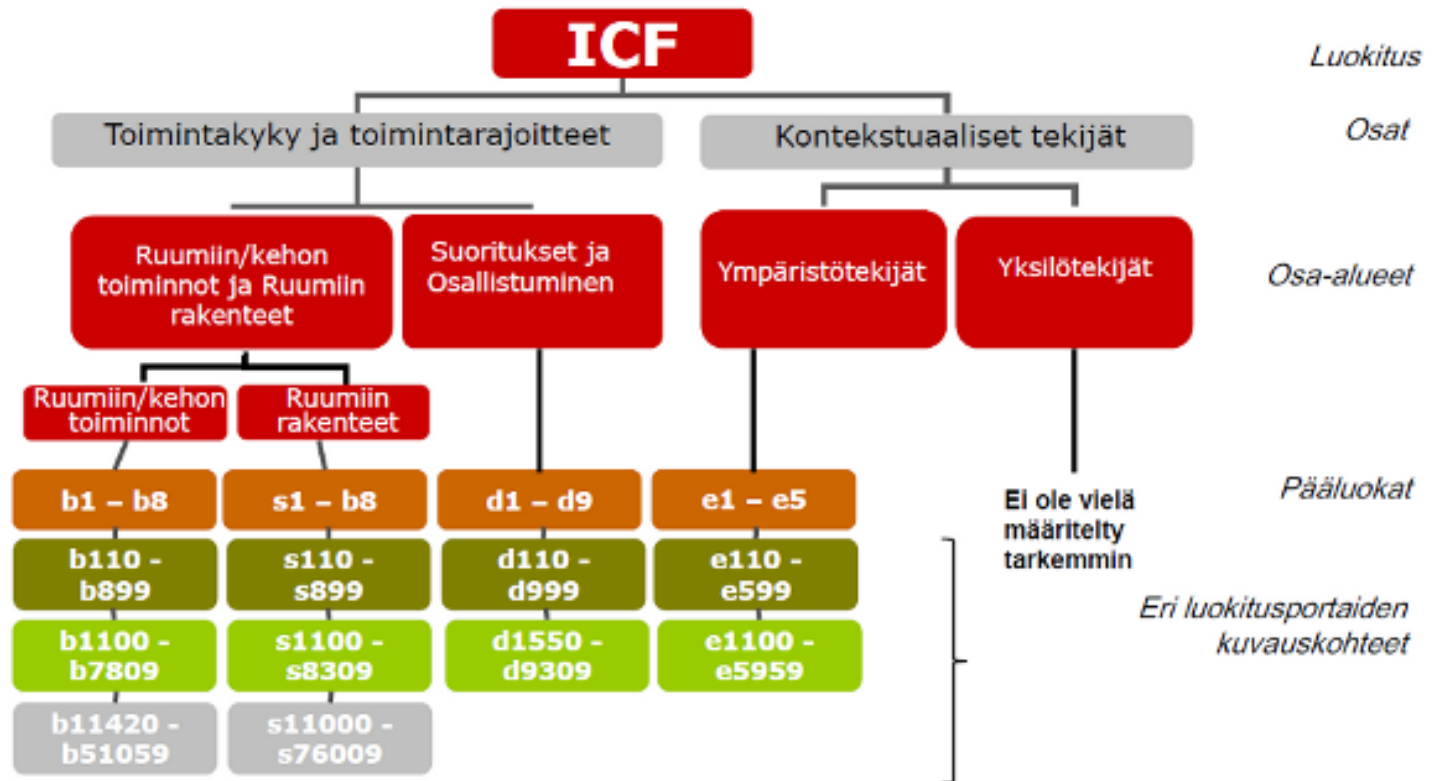 ICF
Luokitus
Toimintakyky ja toimintarajoitteet
Kontekstuaaliset tekijät
Osat
Ruumiin/kehon
toiminnot ja Ruumiin
rakenteet
Suoritukset ja
Osallistuminen
Ympäristötekijät
Yksilötekijät
Osa-alueet
Ruumiin/kehon
toiminnot
Ruumiin
rakenteet
b1 – b8
s1 – b8
d1 – d9
e1 – e5
Ei ole vielä
määritelty
tarkemmin
Pääluokat
b110 -
b899
s110 -
s899
d110 -
d999
e110 -
e599
b1100 -
b7809
s1100 -
s8309
d1550 -
d9309
e1100 -
e5959
Eri luokitusportaiden
kuvauskohteet
b11420 -
b51059
s11000 -
s76009